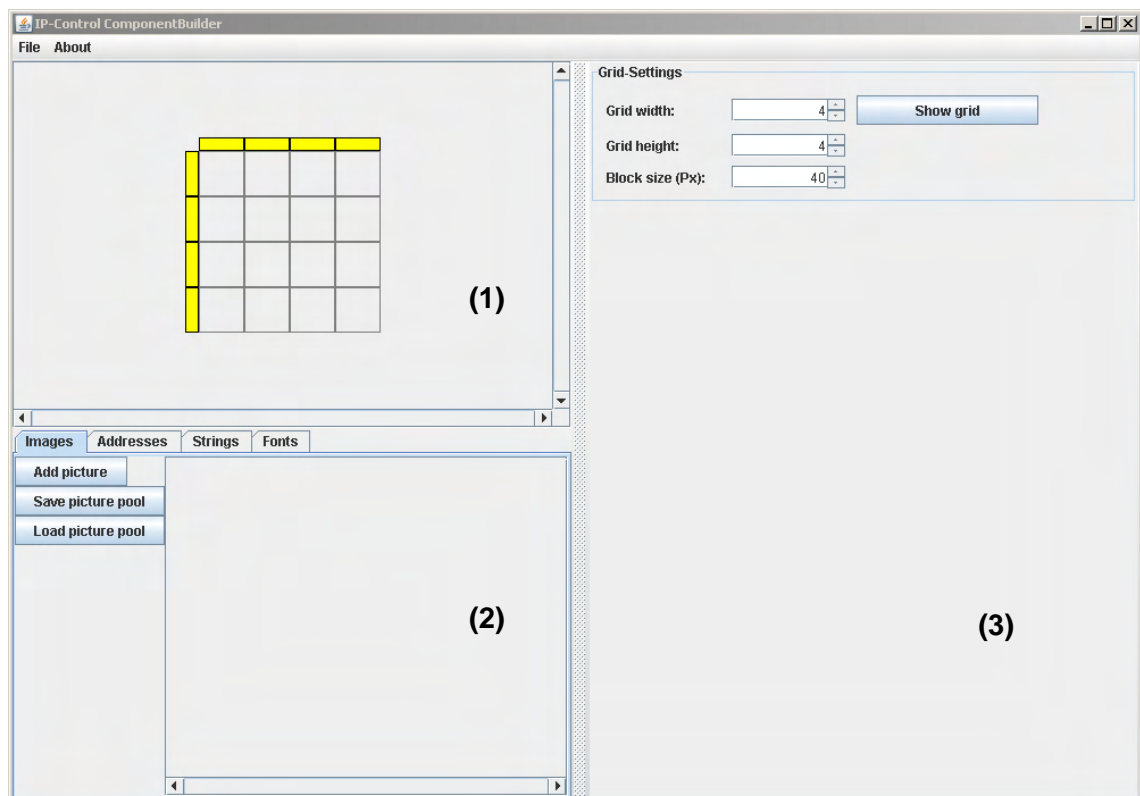 IP-Control ComponentBuilder
File About
Grid-Settings
Grid width: 4 Show grid
Grid height: 4
Block size (Px): 40
(1)
Images Addresses Strings Fonts
Add picture
Save picture pool
Load picture pool
(2)
(3)